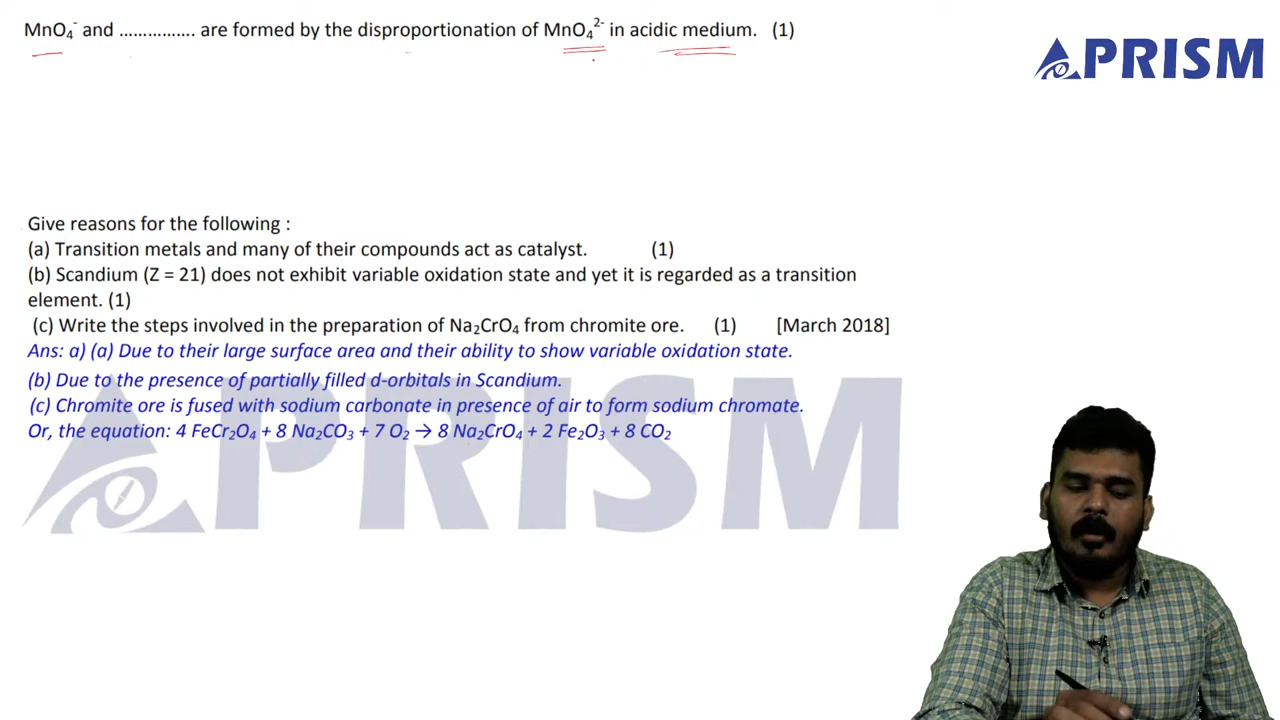 MnO₄⁻ and ................ are formed by the disproportionation of MnO₄²⁻ in acidic medium. (1)
PRISM
Give reasons for the following :
(a) Transition metals and many of their compounds act as catalyst. (1)
(b) Scandium (Z = 21) does not exhibit variable oxidation state and yet it is regarded as a transition
element. (1)
(c) Write the steps involved in the preparation of Na₂CrO₄ from chromite ore. (1) [March 2018]
Ans: a) (a) Due to their large surface area and their ability to show variable oxidation state.
(b) Due to the presence of partially filled d-orbitals in Scandium.
(c) Chromite ore is fused with sodium carbonate in presence of air to form sodium chromate.
Or, the equation: 4 FeCr₂O₄ + 8 Na₂CO₃ + 7 O₂ → 8 Na₂CrO₄ + 2 Fe₂O₃ + 8 CO₂
PRISM